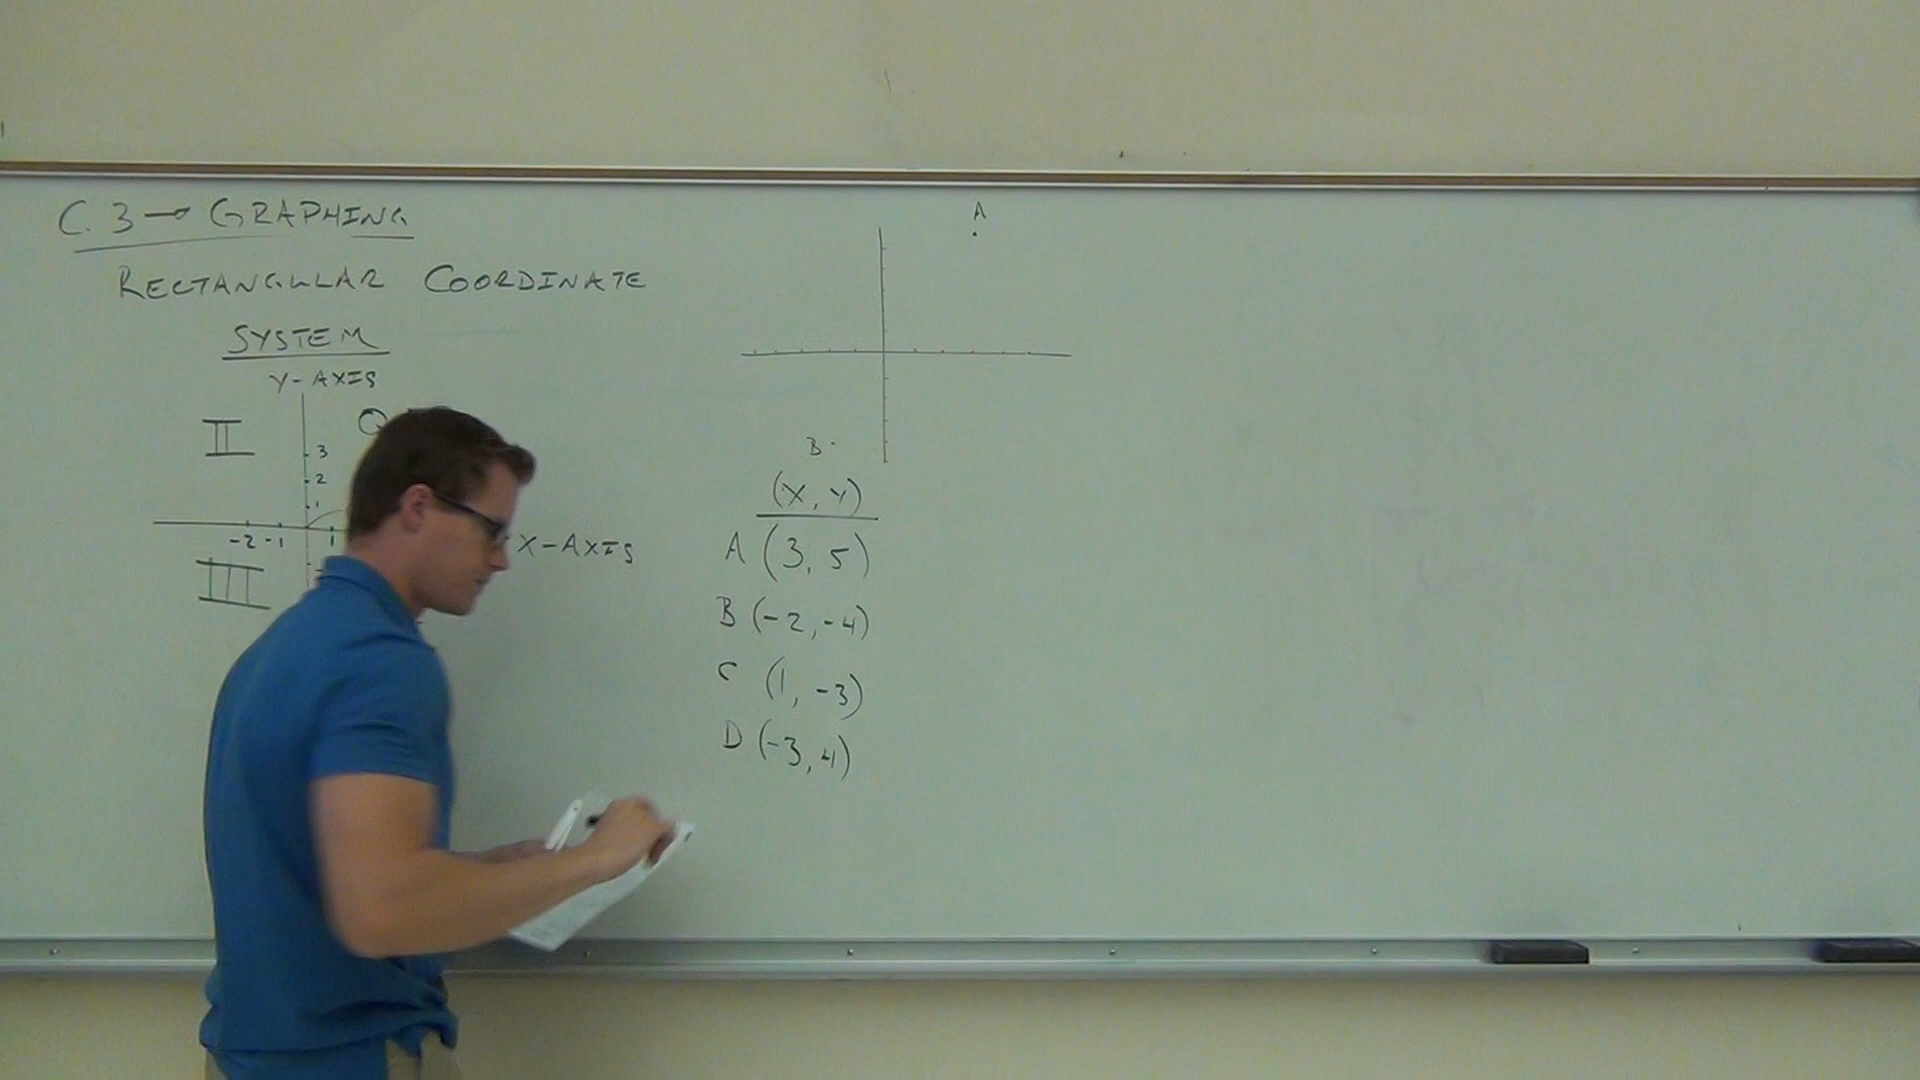 C.3 → GRAPHING
RECTANGULAR COORDINATE
SYSTEM
Y-AXIS
II
Q
3
2
1
-2 -1 1
X-AXIS
III
A
B
(X, Y)
A (3, 5)
B (-2, -4)
C (1, -3)
D (-3, 4)